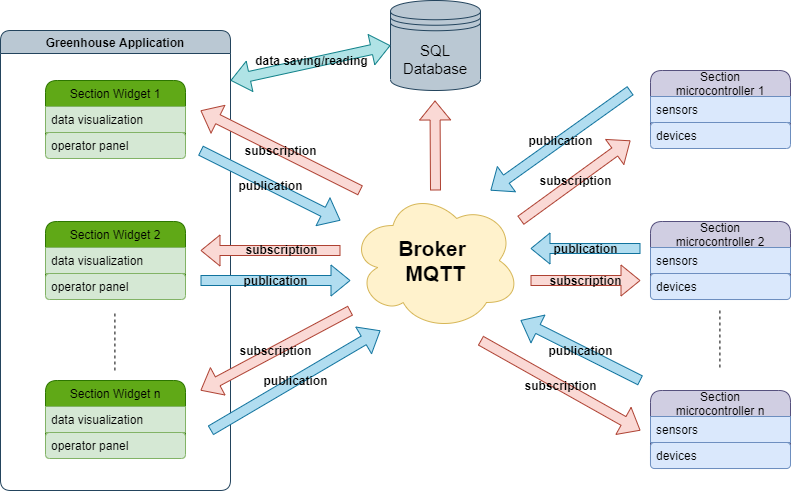 Greenhouse Application
SQL
Database
data saving/reading
Section Widget 1
data visualization
operator panel
subscription
publication
Section
microcontroller 1
sensors
devices
publication
subscription
Section Widget 2
data visualization
operator panel
subscription
publication
Broker
MQTT
publication
subscription
Section
microcontroller 2
sensors
devices
subscription
publication
publication
subscription
Section Widget n
data visualization
operator panel
Section
microcontroller n
sensors
devices